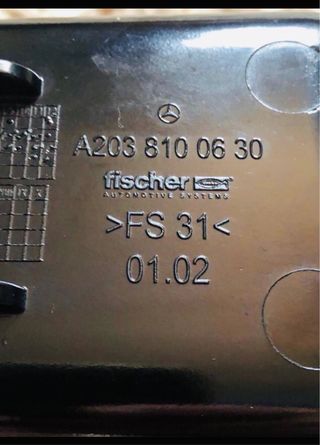 A203 810 06 30
fischer
AUTOMOTIVE SYSTEMS
>FS 31<
01.02